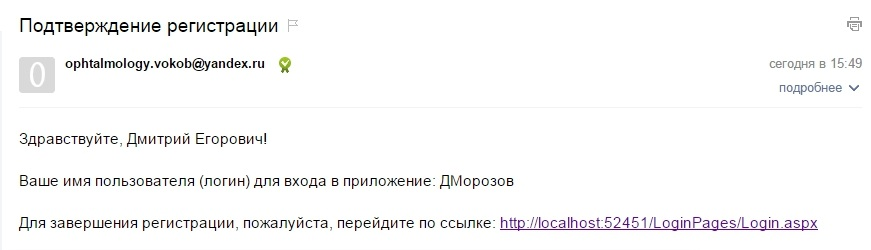 Подтверждение регистрации
0
ophtalmology.vokob@yandex.ru
сегодня в 15:49
подробнее
Здравствуйте, Дмитрий Егорович!
Ваше имя пользователя (логин) для входа в приложение: ДМорозов
Для завершения регистрации, пожалуйста, перейдите по ссылке: http://localhost:52451/LoginPages/Login.aspx